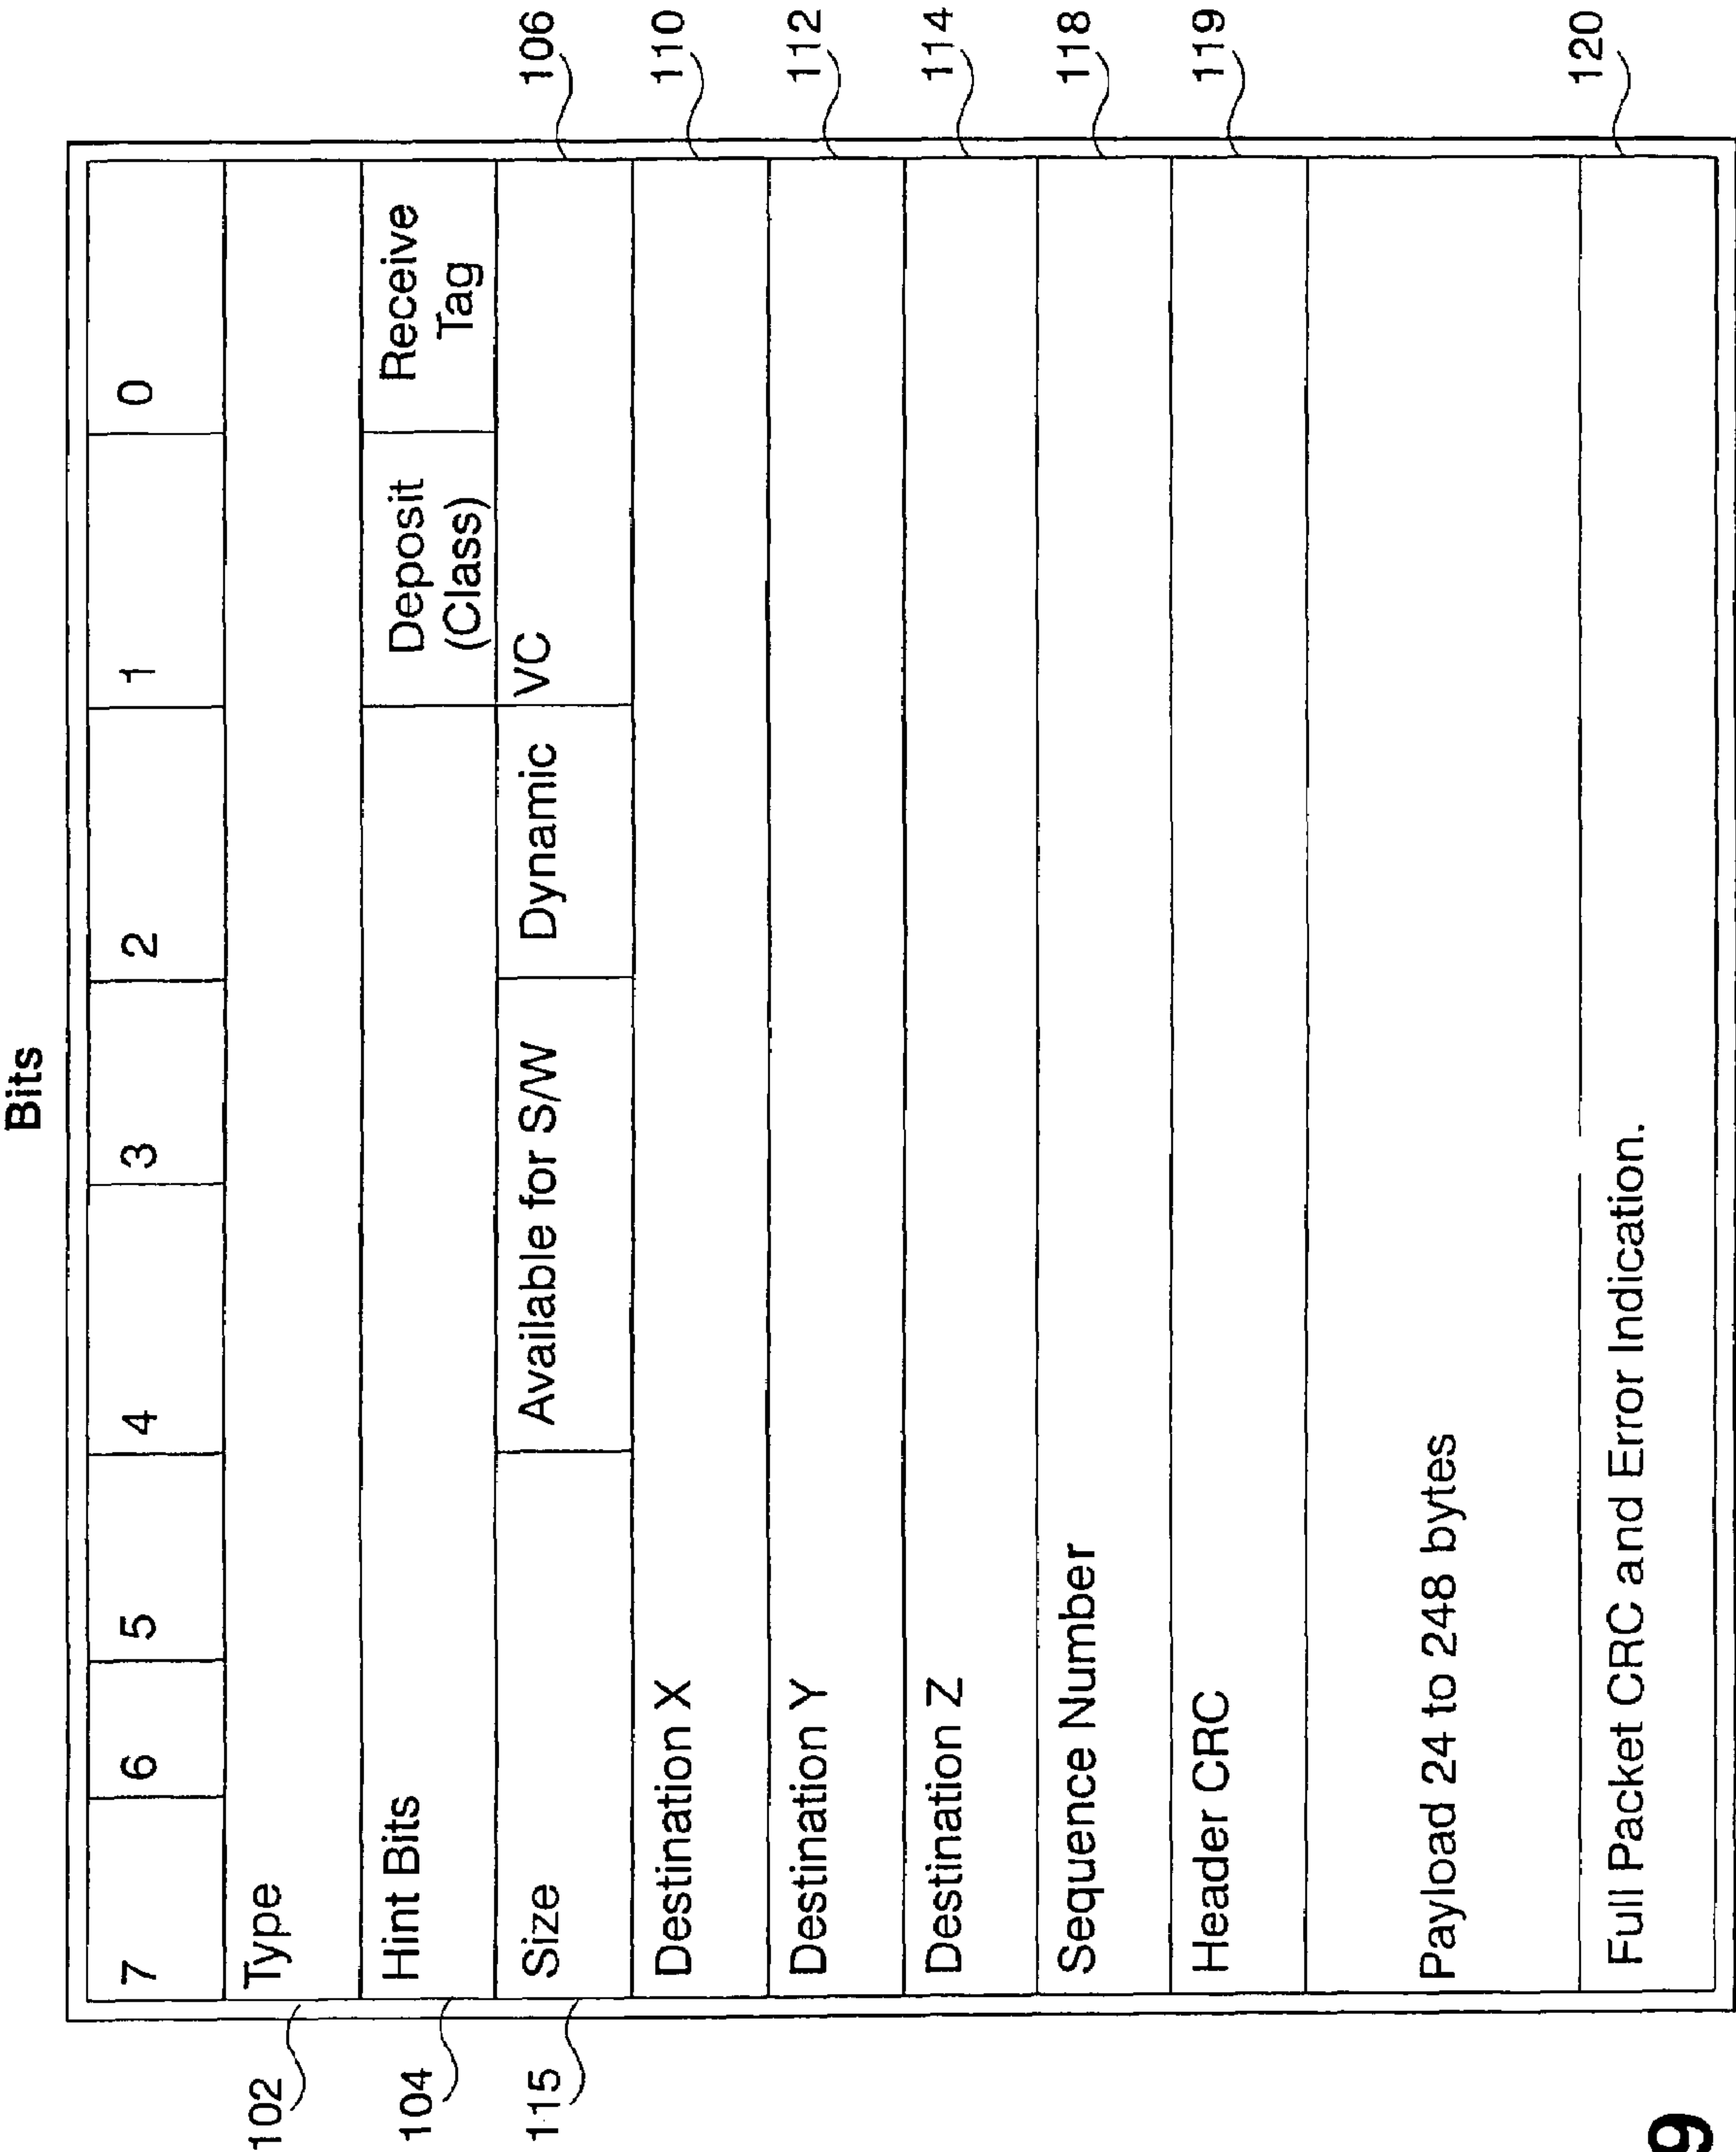 Bits
7 6 5 4 3 2 1 0
102 Type
104 Hint Bits Deposit (Class) Receive Tag
115 Size Available for S/W Dynamic VC 106
Destination X 110
Destination Y 112
Destination Z 114
Sequence Number 118
Header CRC 119
Payload 24 to 248 bytes
Full Packet CRC and Error Indication. 120
9